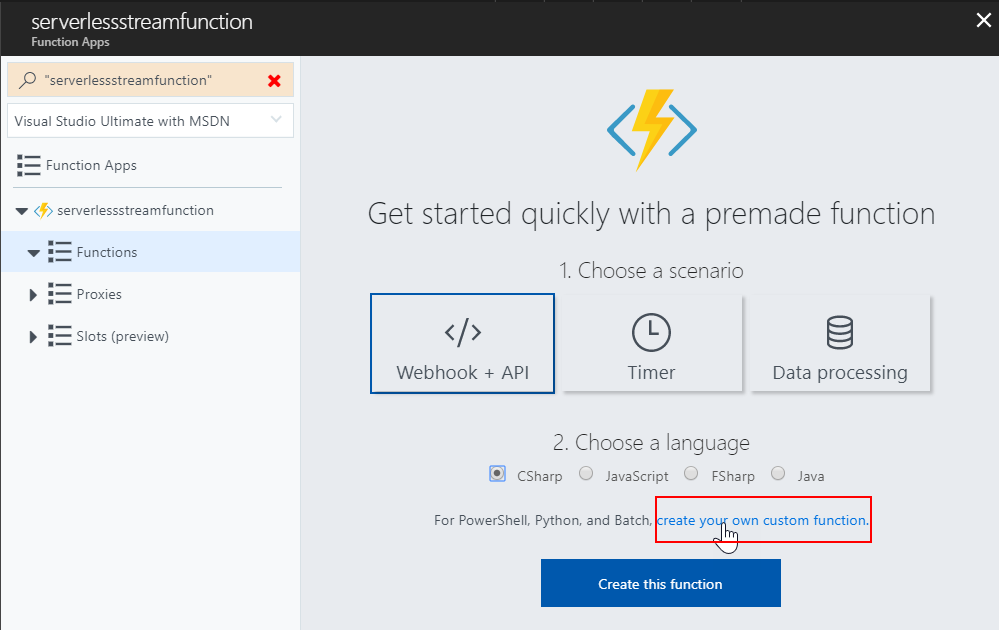 serverlessstreamfunction
Function Apps
"serverlessstreamfunction"
Visual Studio Ultimate with MSDN
Function Apps
serverlessstreamfunction
Functions
Proxies
Slots (preview)
Get started quickly with a premade function
1. Choose a scenario
Webhook + API
Timer
Data processing
2. Choose a language
CSharp JavaScript FSharp Java
For PowerShell, Python, and Batch, create your own custom function.
Create this function